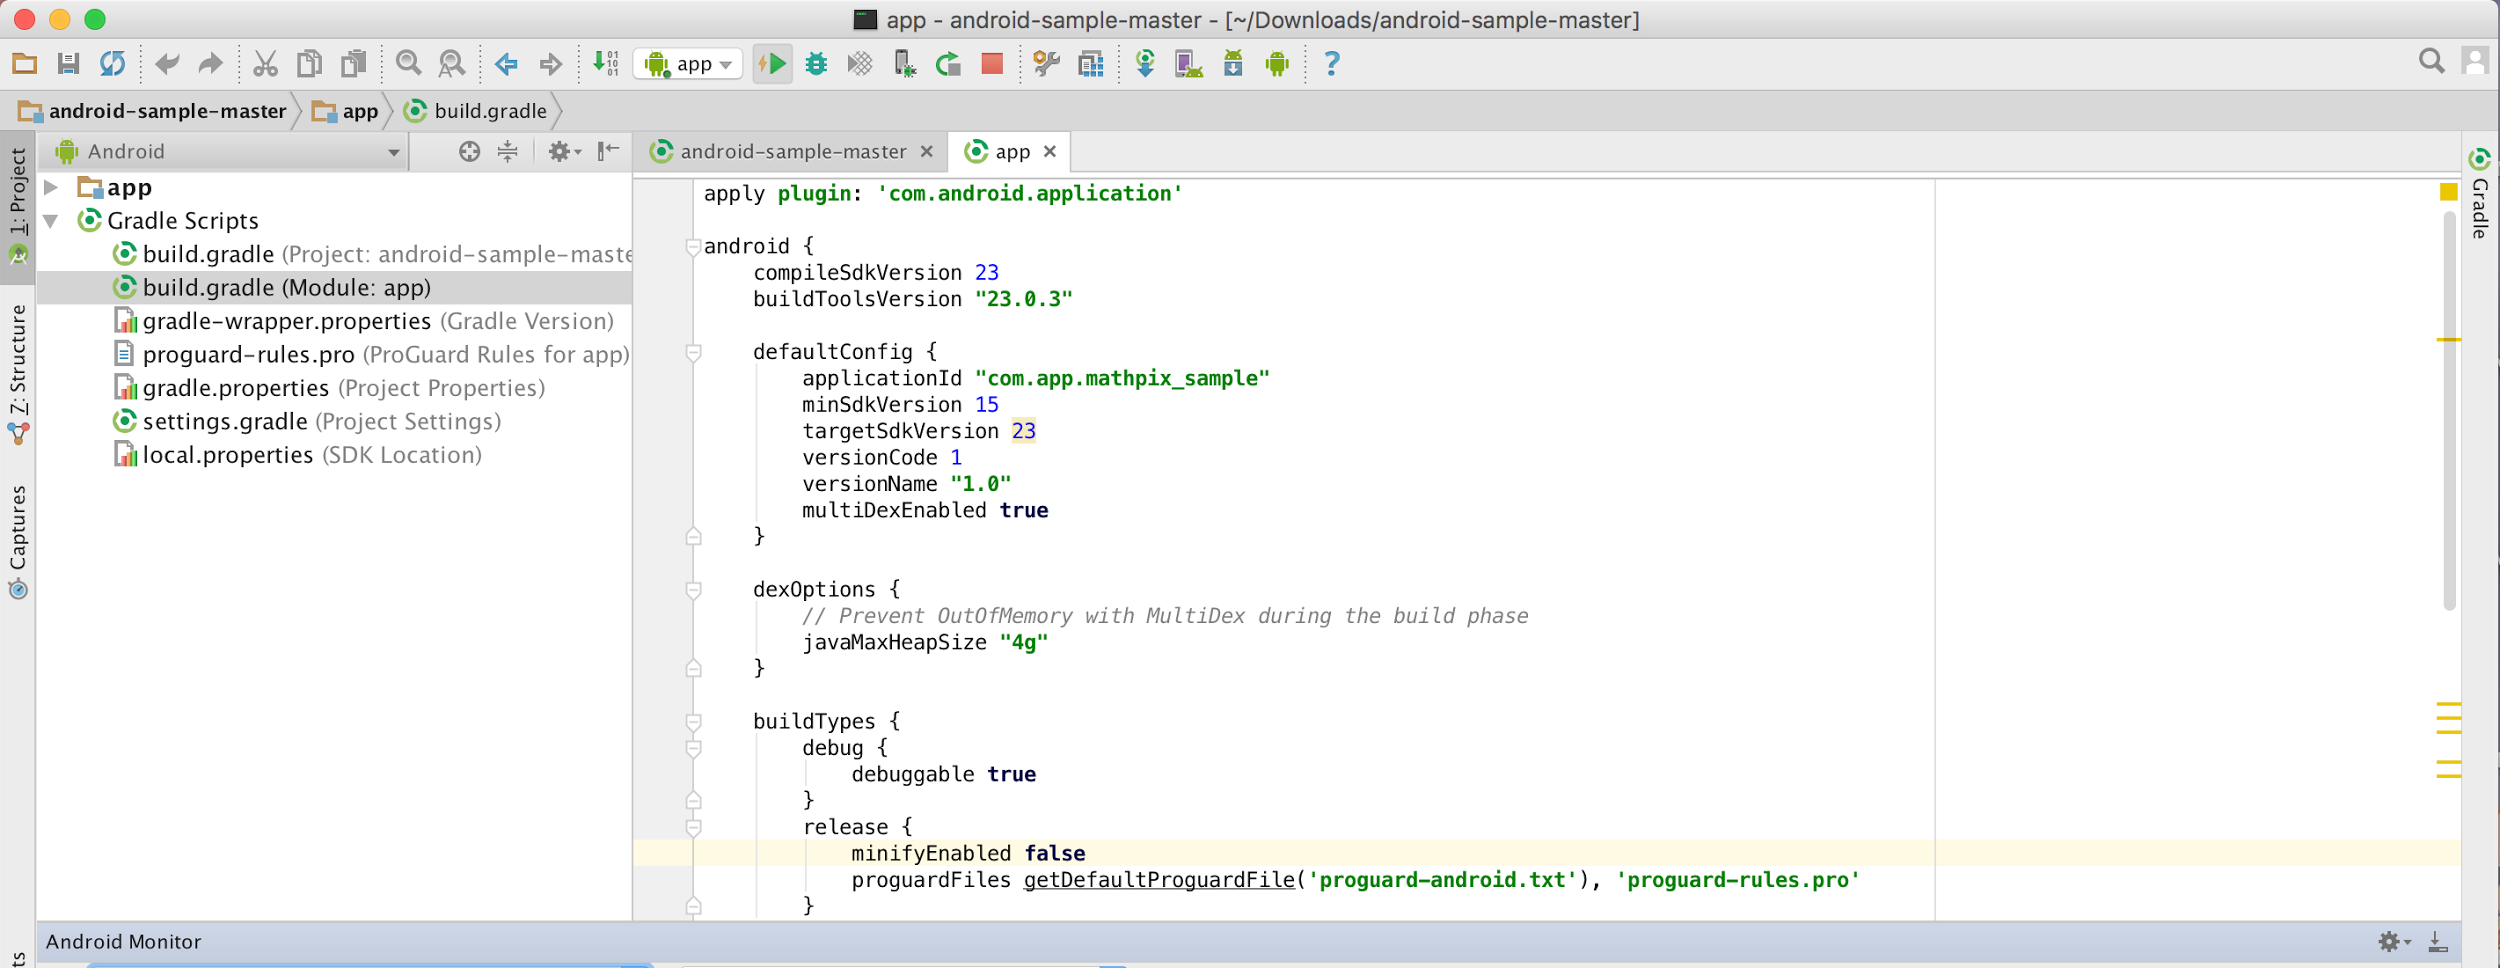 app - android-sample-master - [~/Downloads/android-sample-master]
app
android-sample-master app build.gradle
1: Project
Z: Structure
Captures
ts
Android
app
Gradle Scripts
build.gradle (Project: android-sample-maste
build.gradle (Module: app)
gradle-wrapper.properties (Gradle Version)
proguard-rules.pro (ProGuard Rules for app)
gradle.properties (Project Properties)
settings.gradle (Project Settings)
local.properties (SDK Location)
android-sample-master app
apply plugin: 'com.android.application'
android {
compileSdkVersion 23
buildToolsVersion "23.0.3"
defaultConfig {
applicationId "com.app.mathpix_sample"
minSdkVersion 15
targetSdkVersion 23
versionCode 1
versionName "1.0"
multiDexEnabled true
}
dexOptions {
// Prevent OutOfMemory with MultiDex during the build phase
javaMaxHeapSize "4g"
}
buildTypes {
debug {
debuggable true
}
release {
minifyEnabled false
proguardFiles getDefaultProguardFile('proguard-android.txt'), 'proguard-rules.pro'
}
Gradle
Android Monitor